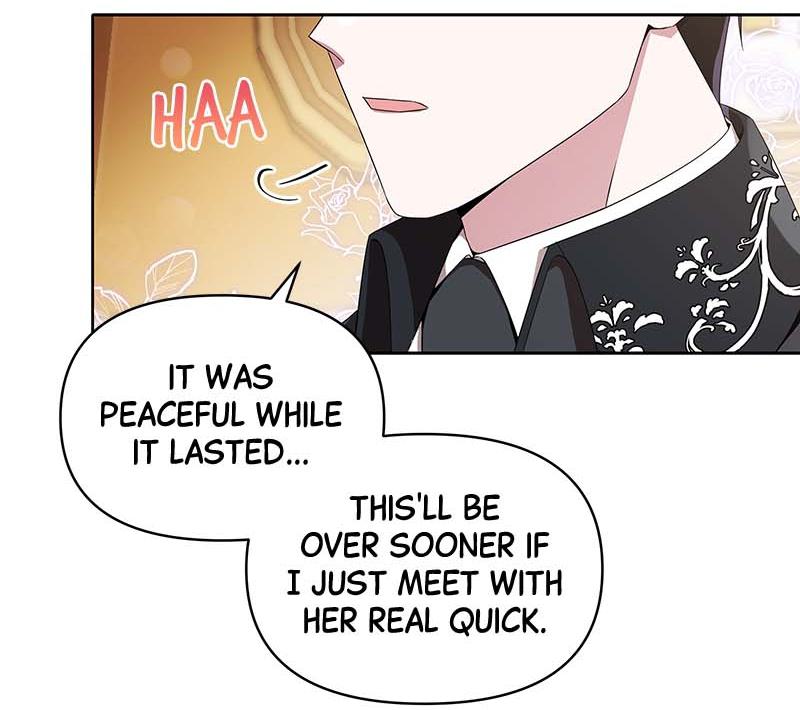 HAA
IT WAS
PEACEFUL WHILE
IT LASTED...
THIS'LL BE
OVER SOONER IF
I JUST MEET WITH
HER REAL QUICK.